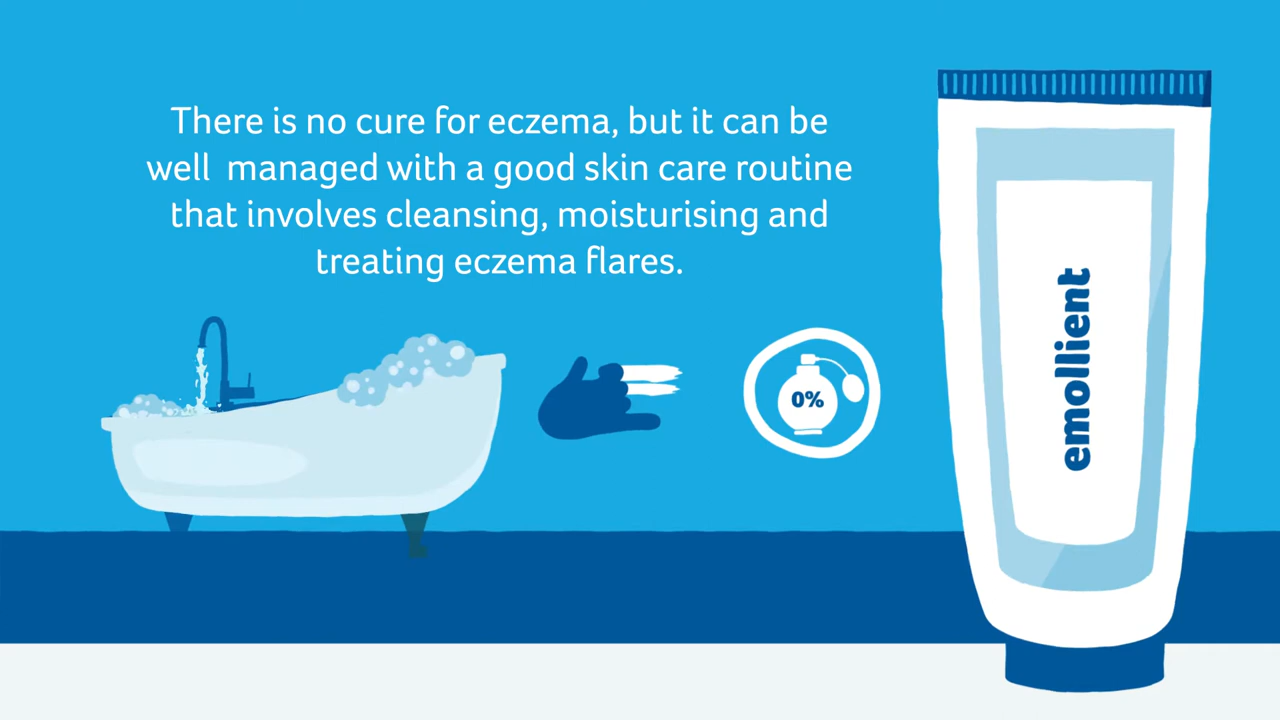 There is no cure for eczema, but it can be
well  managed with a good skin care routine
that involves cleansing, moisturising and
treating eczema flares.
0%
emollient